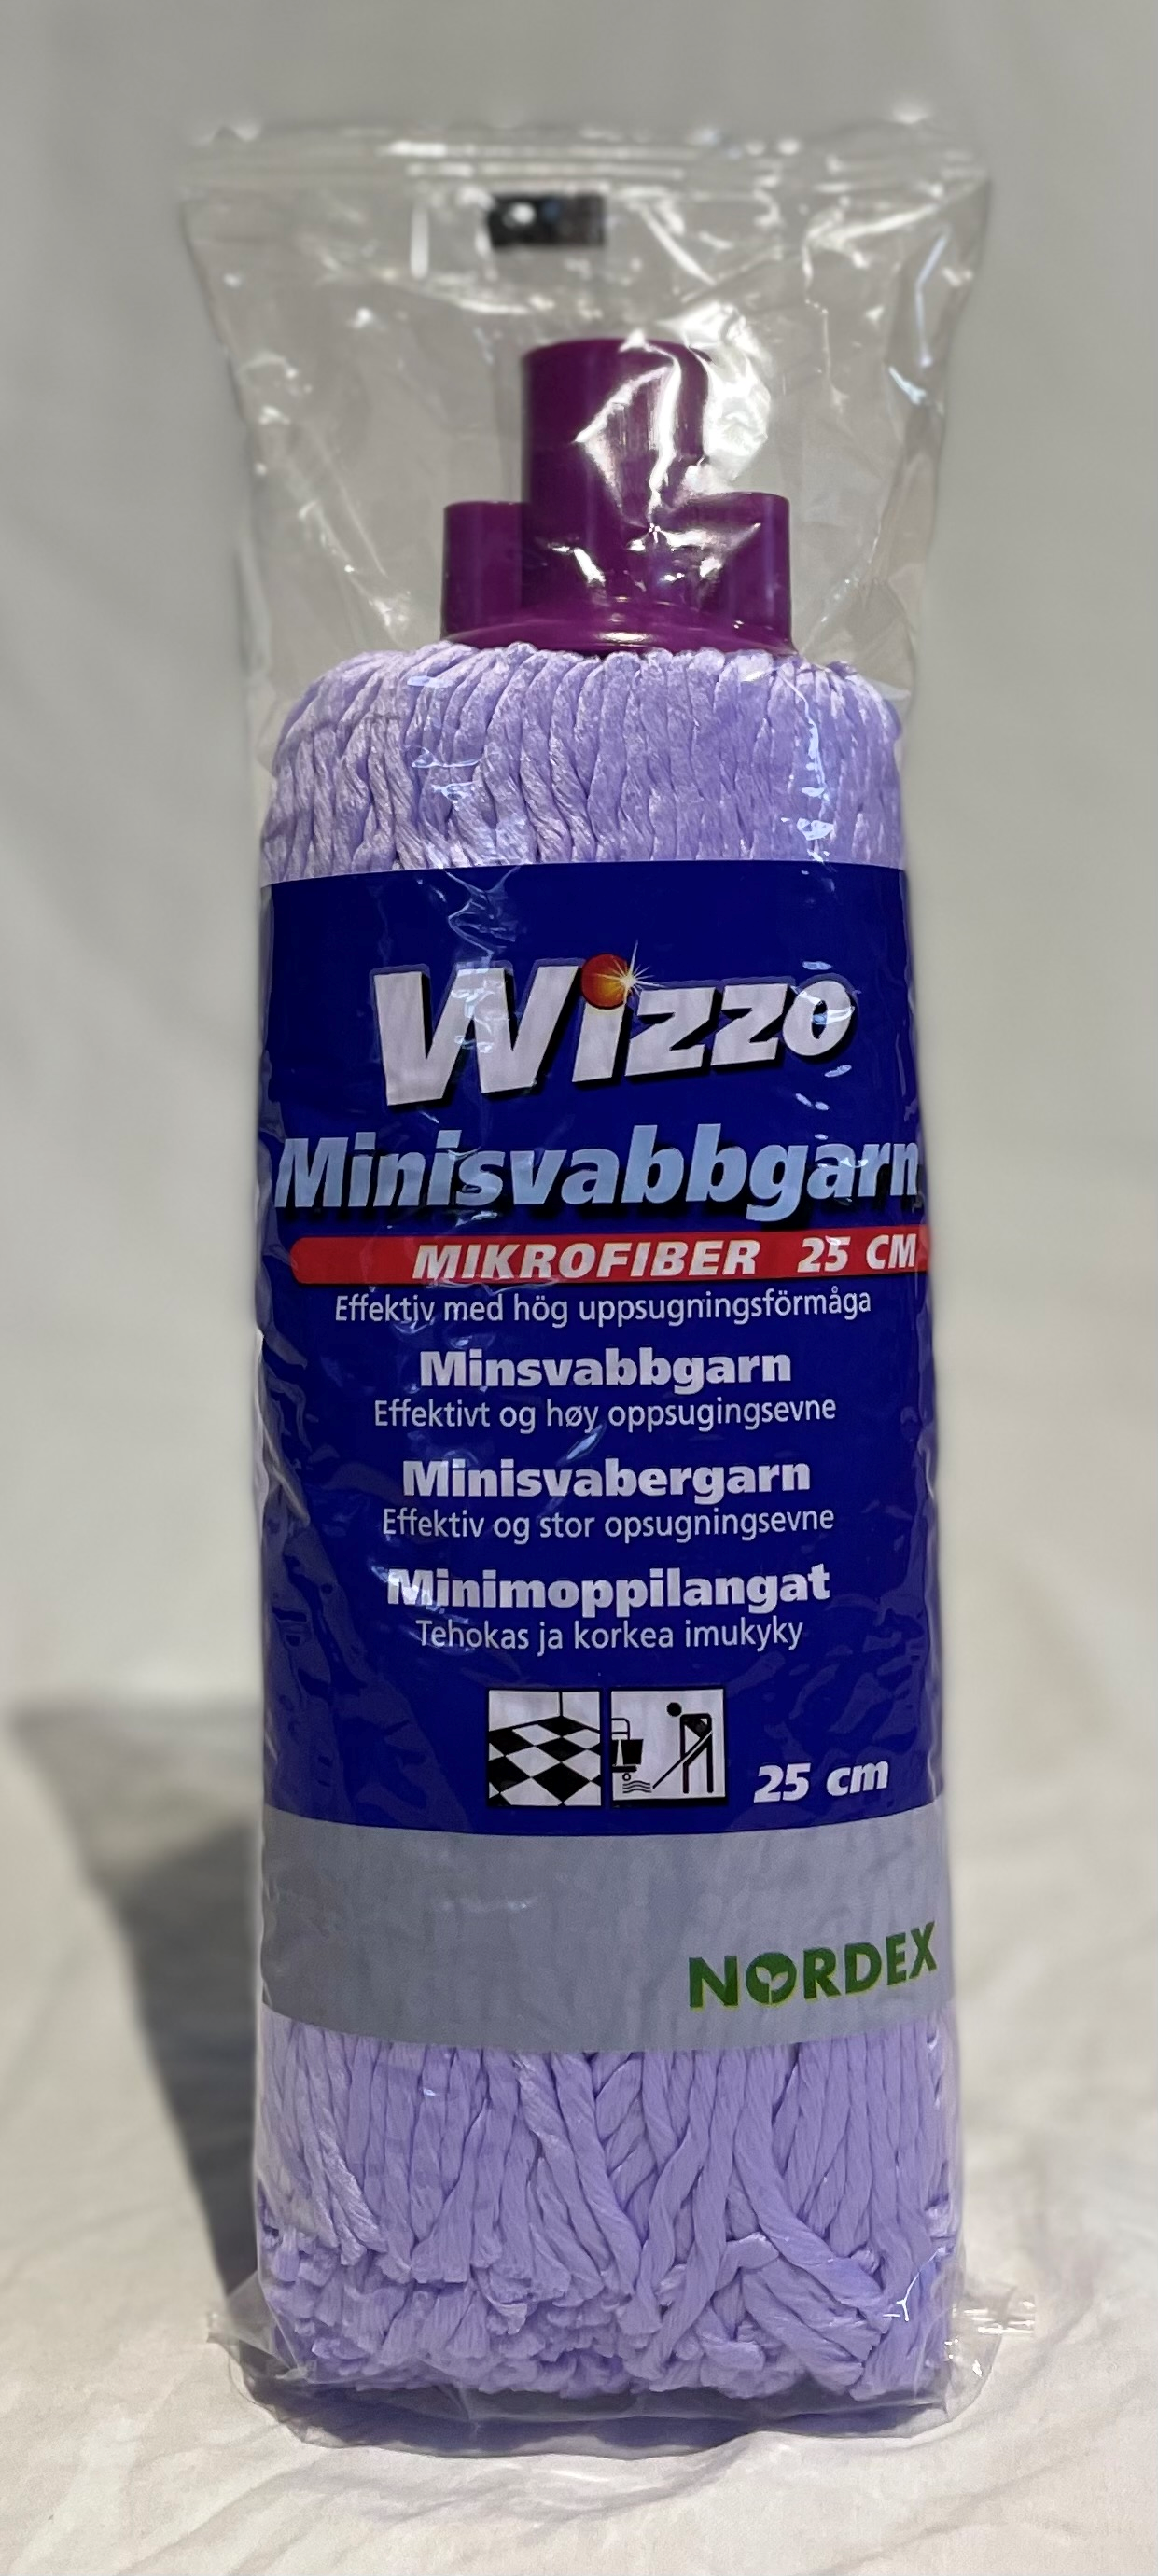 Wizzo
Minisvabbgarn
MIKROFIBER 25 CM
Effektiv med hög uppsugningsförmåga
Minsvabbgarn
Effektivt og høy oppsugingsevne
Minisvabergarn
Effektiv og stor opsugningsevne
Minimoppilangat
Tehokas ja korkea imukyky
25 cm
NORDEX